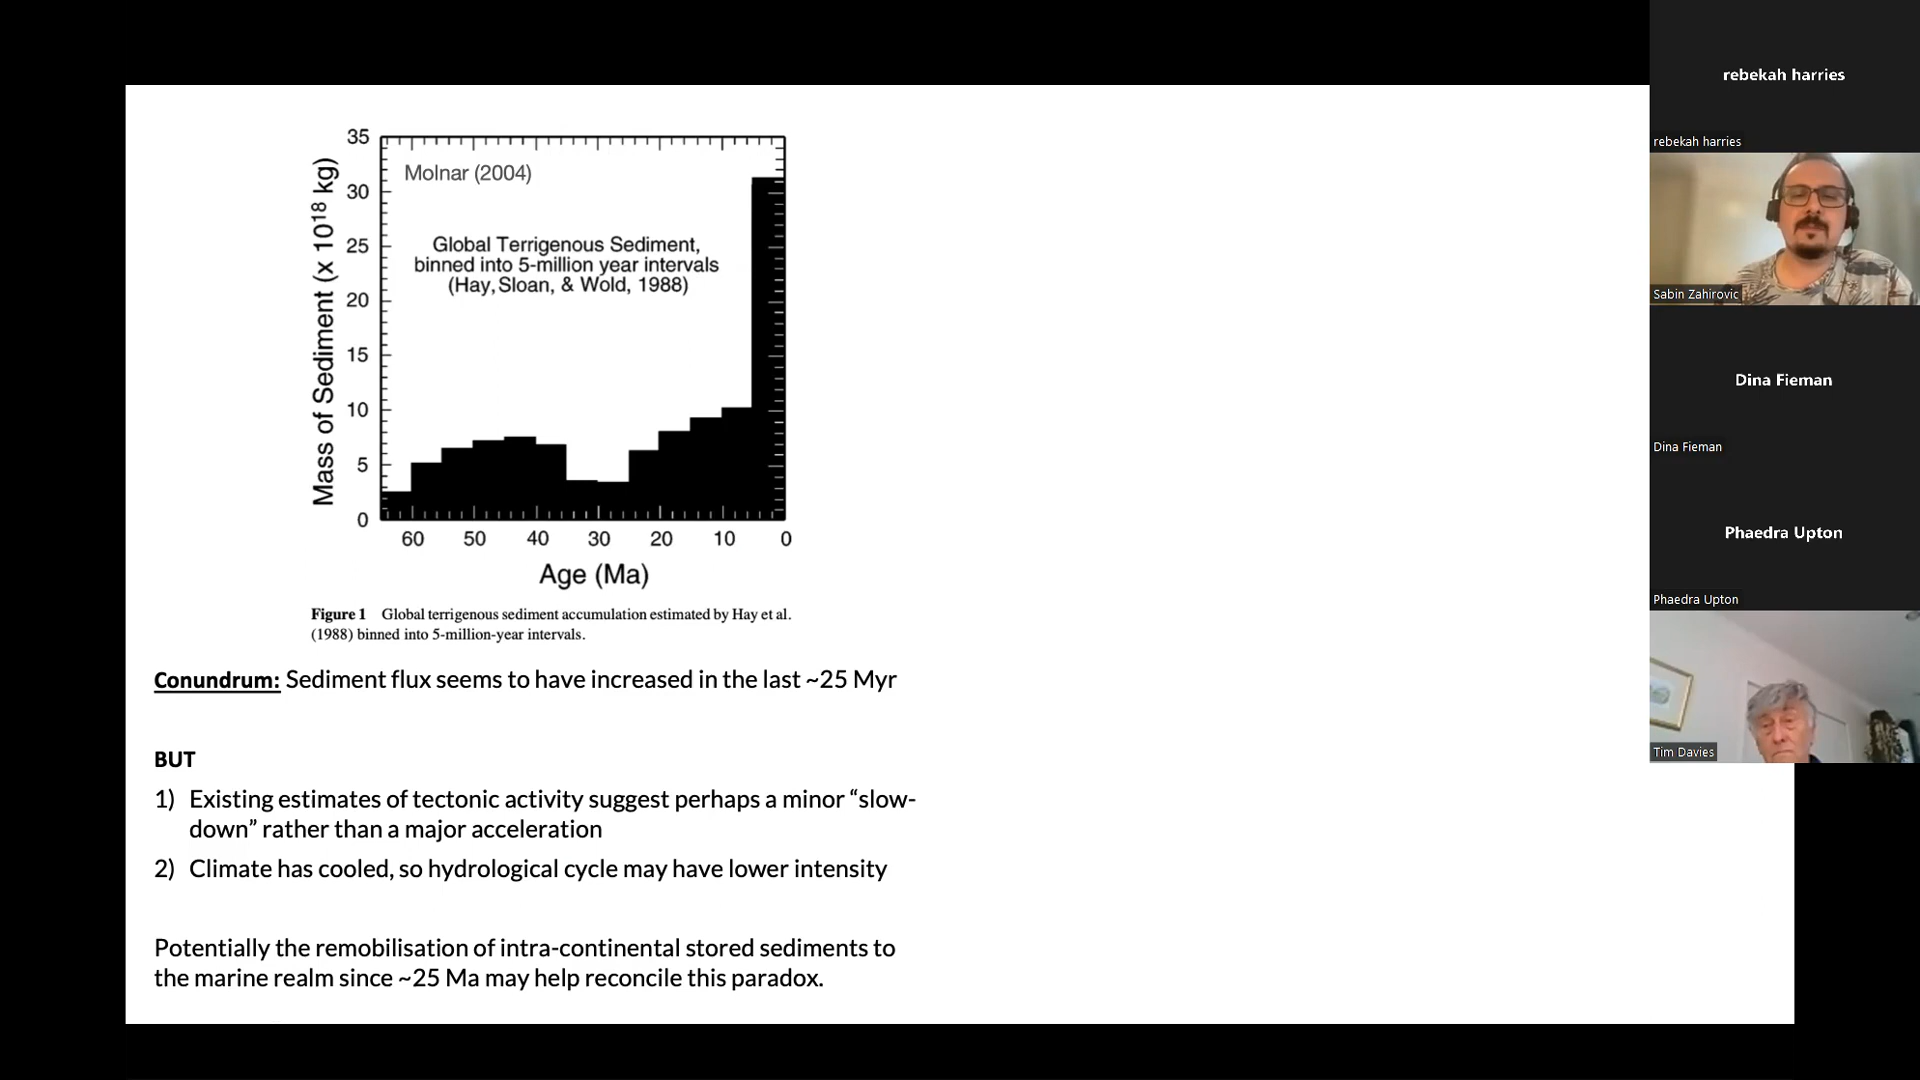 35
30
25
20
15
10
5
0
Mass of Sediment (x 10¹⁸ kg)
Molnar (2004)
Global Terrigenous Sediment,
binned into 5-million year intervals
(Hay, Sloan, & Wold, 1988)
60 50 40 30 20 10 0
Age (Ma)
Figure 1 Global terrigenous sediment accumulation estimated by Hay et al.
(1988) binned into 5-million-year intervals.
Conundrum: Sediment flux seems to have increased in the last ~25 Myr
BUT
1) Existing estimates of tectonic activity suggest perhaps a minor “slow-
down” rather than a major acceleration
2) Climate has cooled, so hydrological cycle may have lower intensity
Potentially the remobilisation of intra-continental stored sediments to
the marine realm since ~25 Ma may help reconcile this paradox.
rebekah harries
rebekah harries
Sabin Zahirovic
Dina Fieman
Dina Fieman
Phaedra Upton
Phaedra Upton
Tim Davies